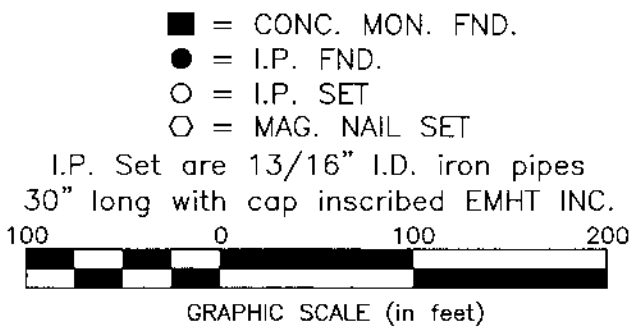 ■ = CONC. MON. FND.
● = I.P. FND.
○ = I.P. SET
⬡ = MAG. NAIL SET
I.P. Set are 13/16" I.D. iron pipes
30" long with cap inscribed EMHT INC.
100 0 100 200
GRAPHIC SCALE (in feet)